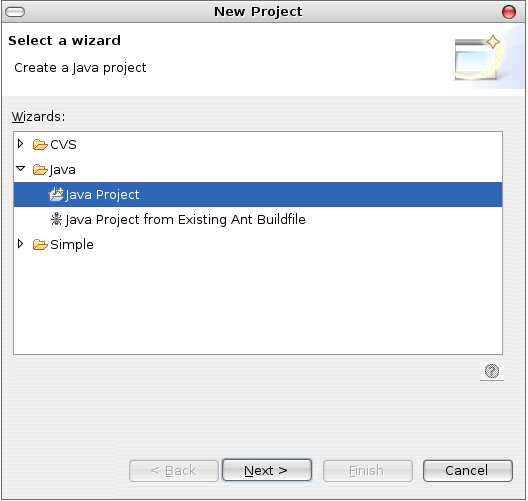 New Project
Select a wizard
Create a Java project
Wizards:
CVS
Java
Java Project
Java Project from Existing Ant Buildfile
Simple
?
< Back Next > Finish Cancel